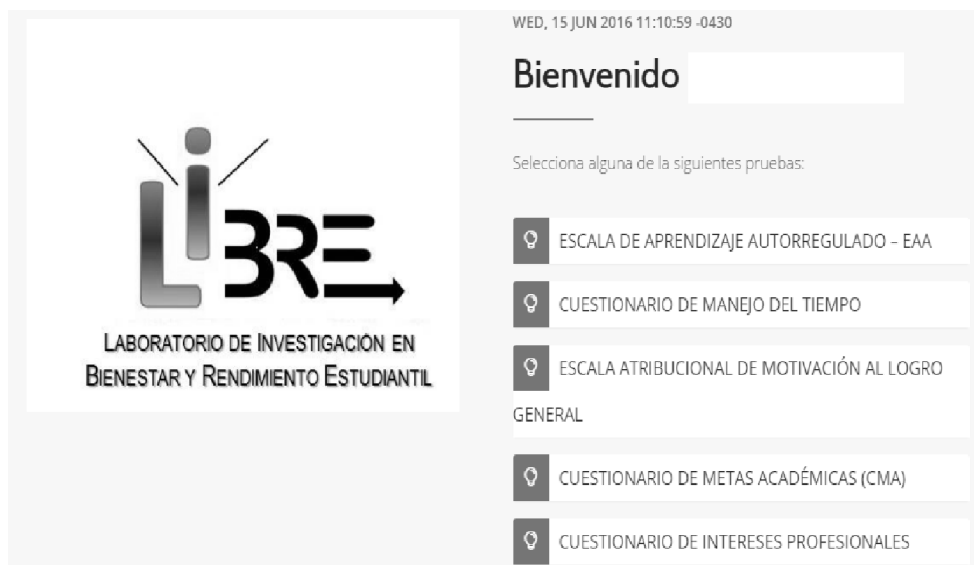 LiBRE
LABORATORIO DE INVESTIGACIÓN EN
BIENESTAR Y RENDIMIENTO ESTUDIANTIL
WED, 15 JUN 2016 11:10:59 -0430
Bienvenido
Selecciona alguna de la siguientes pruebas:
ESCALA DE APRENDIZAJE AUTORREGULADO – EAA
CUESTIONARIO DE MANEJO DEL TIEMPO
ESCALA ATRIBUCIONAL DE MOTIVACIÓN AL LOGRO
GENERAL
CUESTIONARIO DE METAS ACADÉMICAS (CMA)
CUESTIONARIO DE INTERESES PROFESIONALES